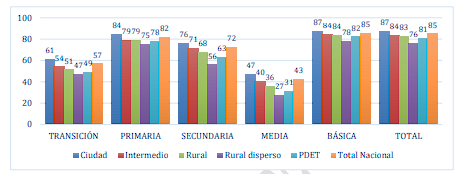 100
80
60
40
20
0
61 54 51 47 49 57
84 79 79 75 78 82
76 71 68 56 63 72
47 40 36 27 31 43
87 84 84 78 82 85
87 84 83 76 81 85
TRANSICIÓN PRIMARIA SECUNDARIA MEDIA BÁSICA TOTAL
Ciudad Intermedio Rural Rural disperso PDET Total Nacional